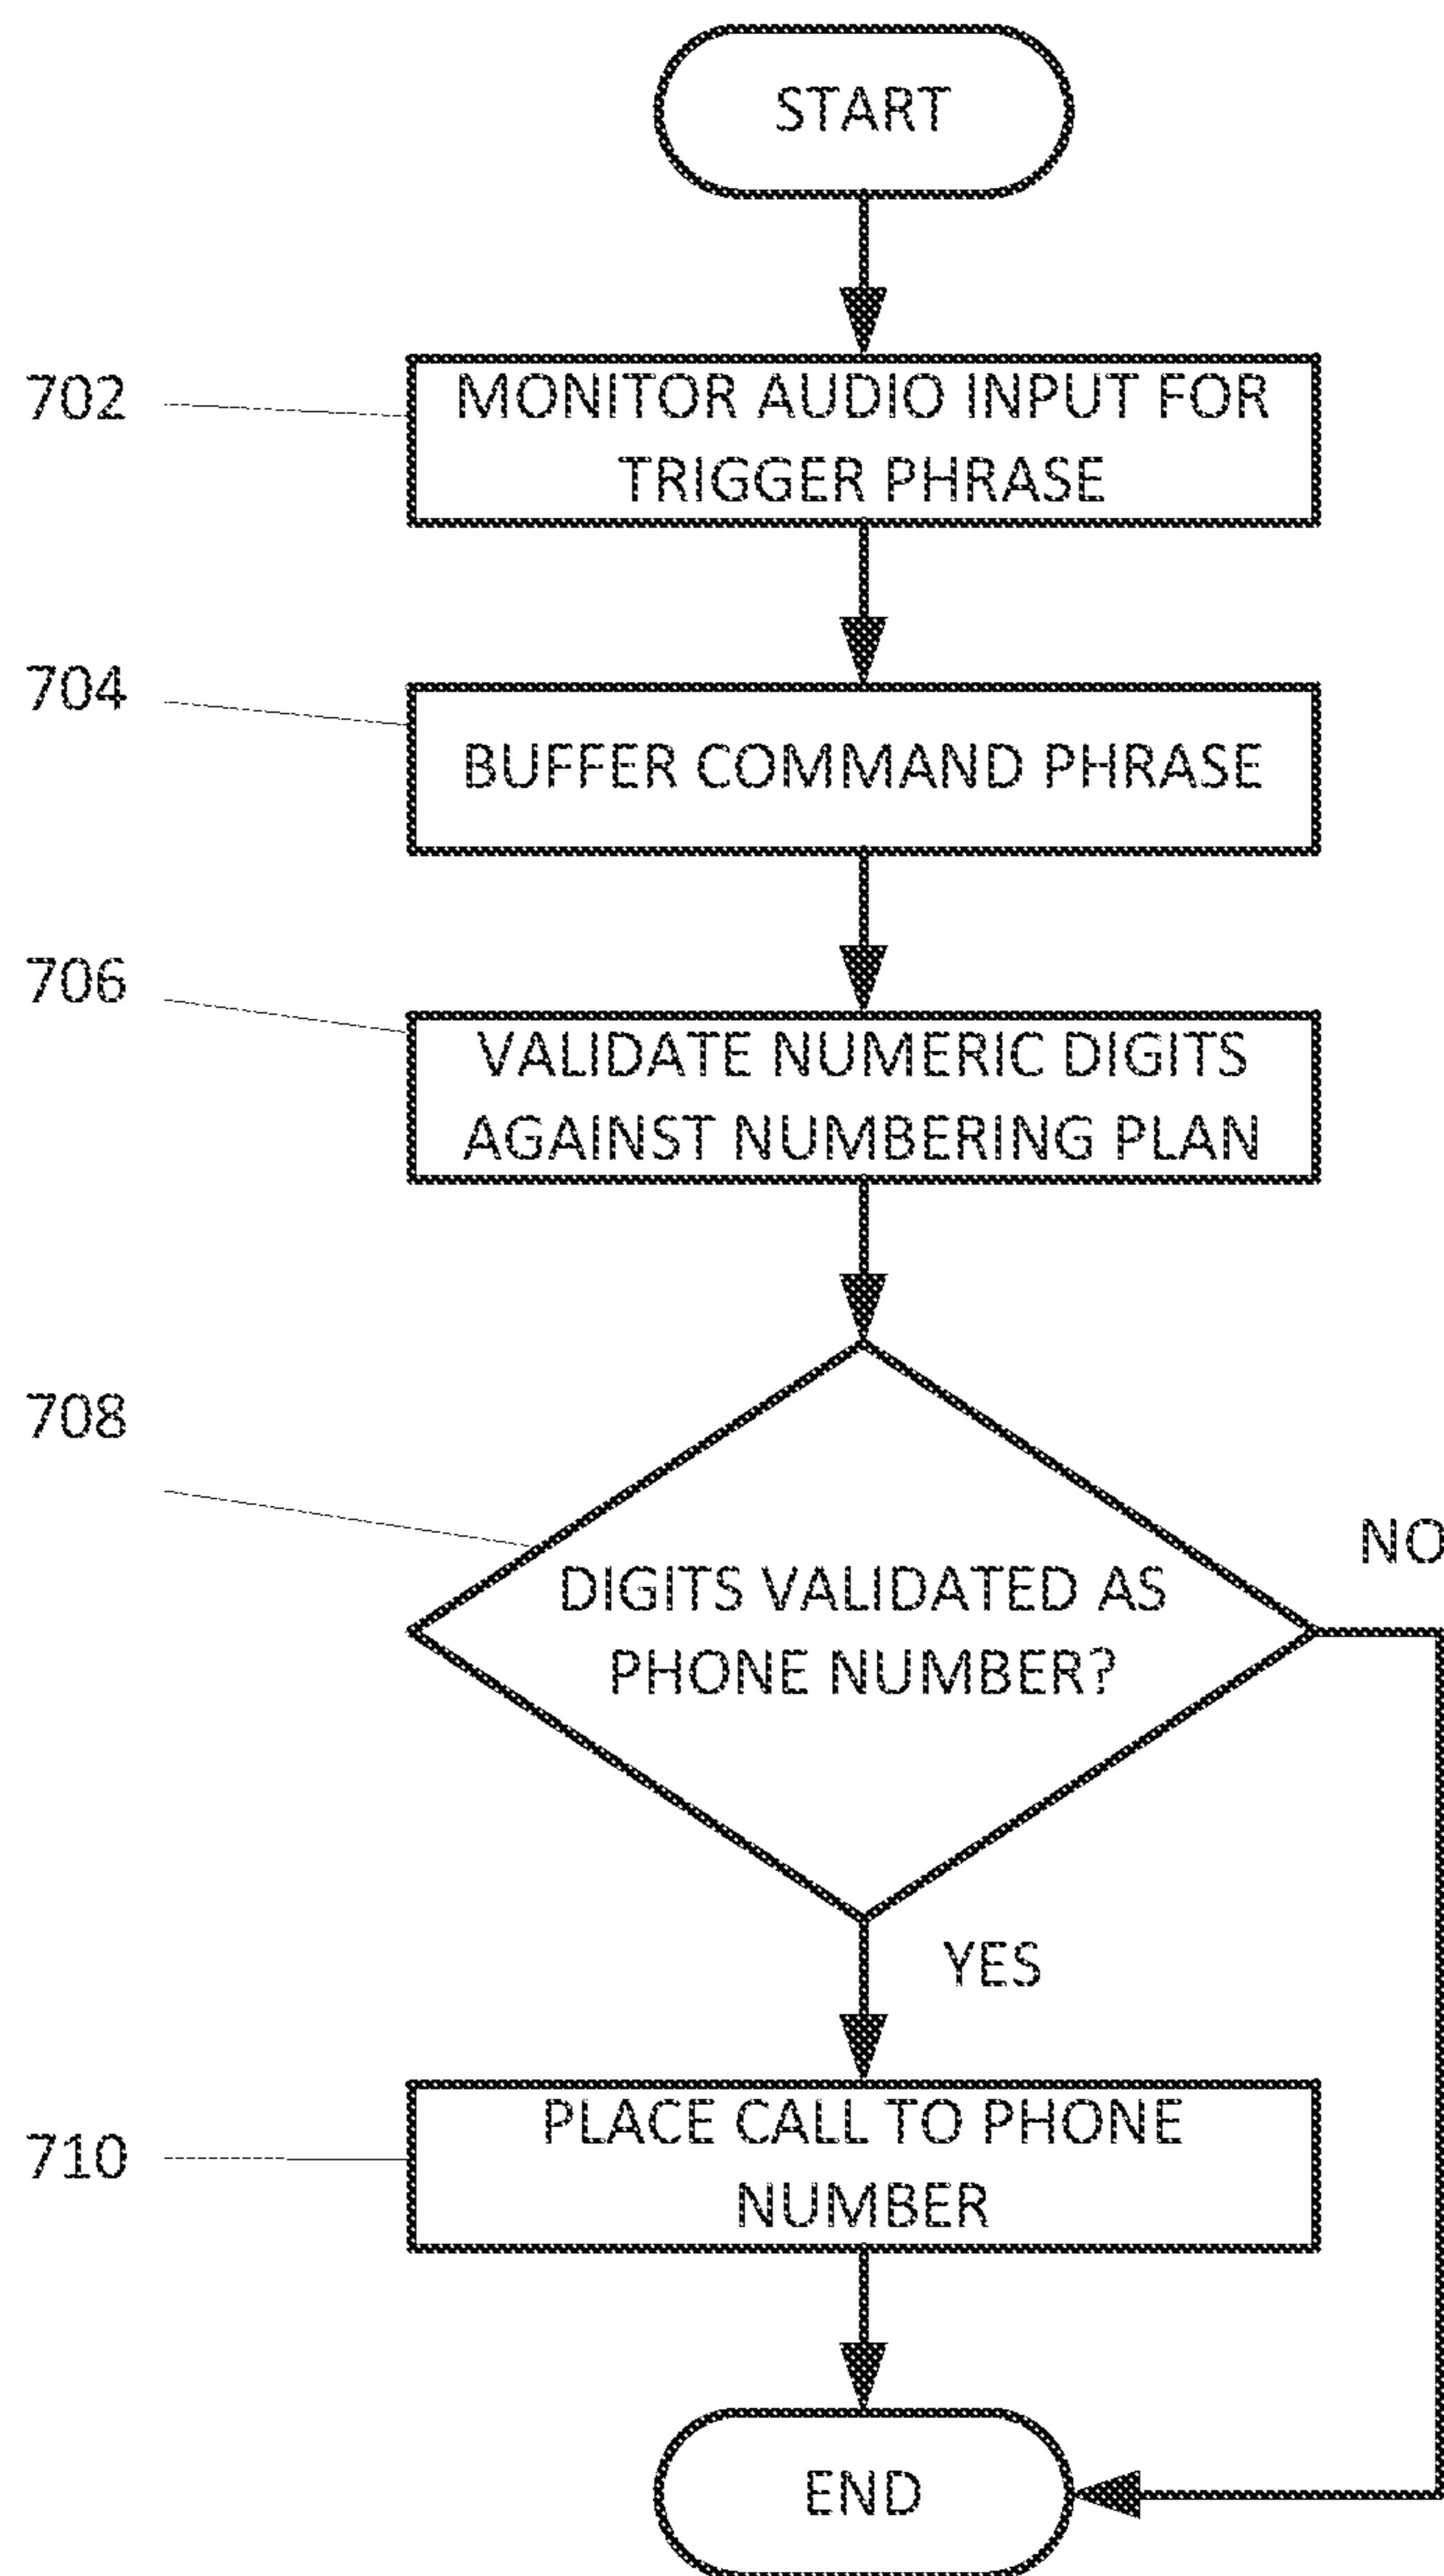 START
702
MONITOR AUDIO INPUT FOR
TRIGGER PHRASE
704
BUFFER COMMAND PHRASE
706
VALIDATE NUMERIC DIGITS
AGAINST NUMBERING PLAN
708
NO
DIGITS VALIDATED AS
PHONE NUMBER?
YES
710
PLACE CALL TO PHONE
NUMBER
END